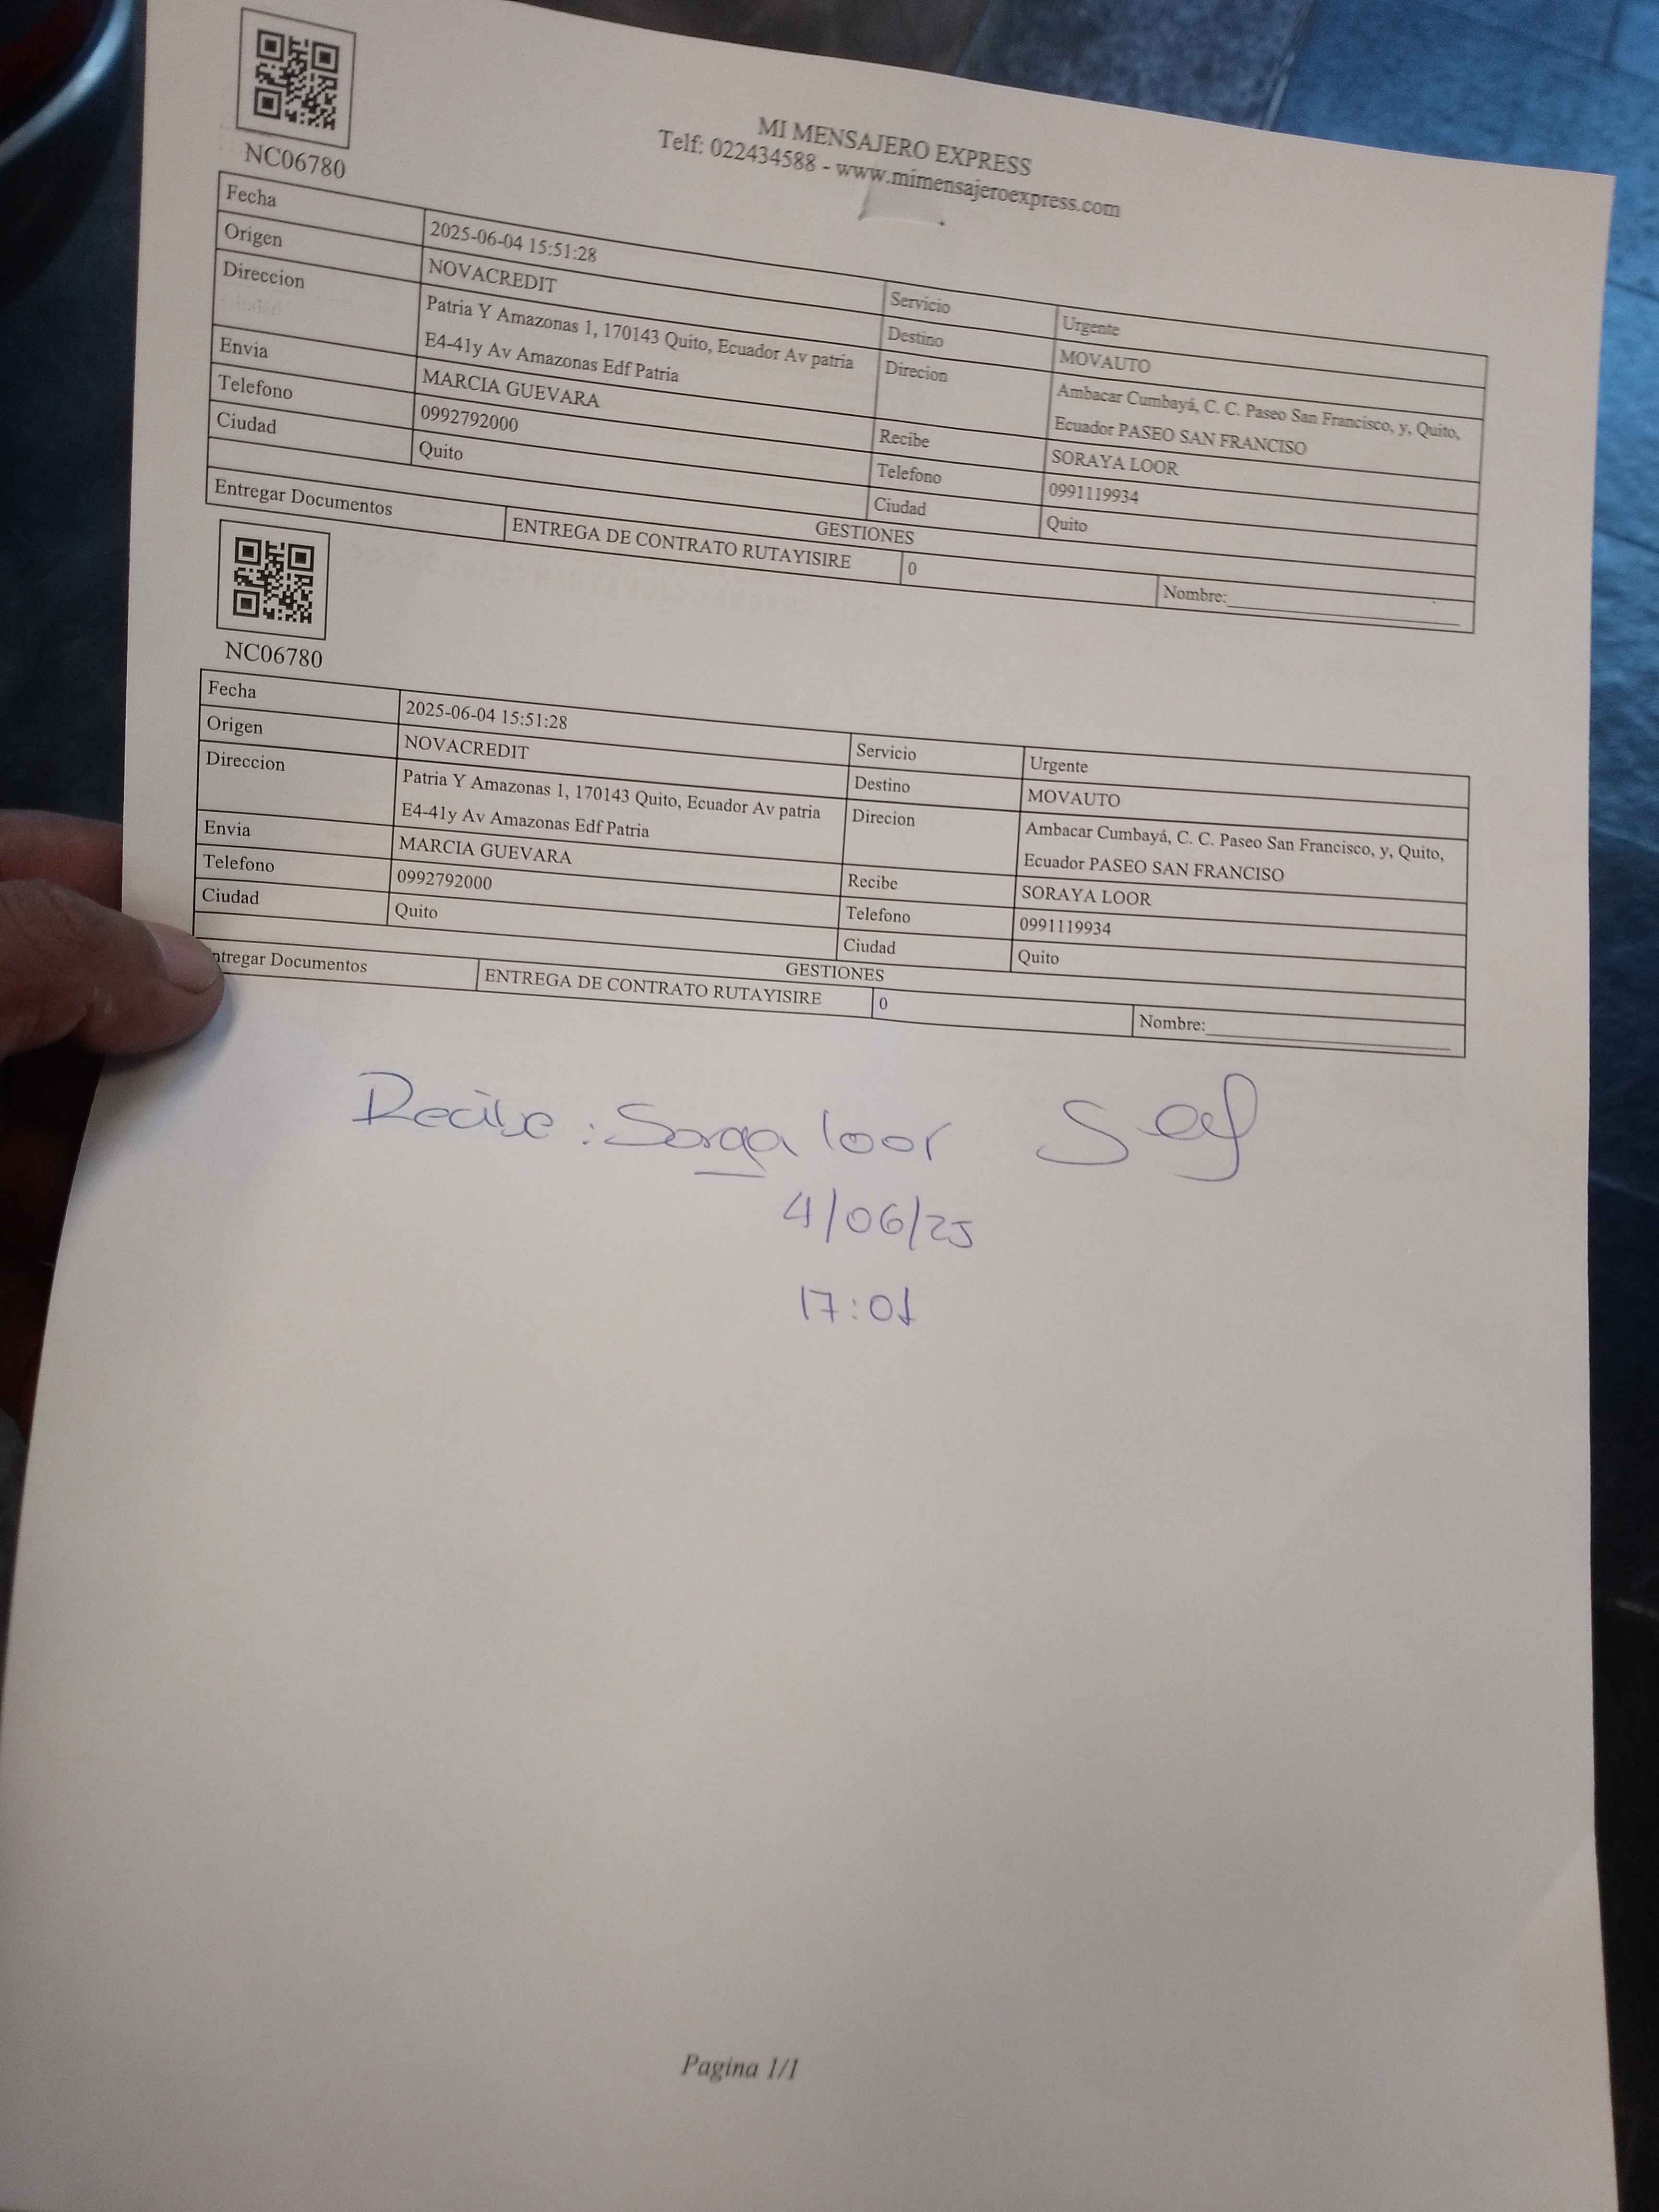 NC06780
MI MENSAJERO EXPRESS
Telf: 022434588 - www.mimensajeroexpress.com
Fecha 2025-06-04 15:51:28 Servicio Urgente
Origen NOVACREDIT Destino MOVAUTO
Direccion Patria Y Amazonas 1, 170143 Quito, Ecuador Av patria Direcion Ambacar Cumbayá, C. C. Paseo San Francisco, y, Quito,
E4-41y Av Amazonas Edf Patria Ecuador PASEO SAN FRANCISO
Envia MARCIA GUEVARA Recibe SORAYA LOOR
Telefono 0992792000 Telefono 0991119934
Ciudad Quito Ciudad Quito
GESTIONES
Entregar Documentos ENTREGA DE CONTRATO RUTAYISIRE 0 Nombre:
NC06780
Fecha 2025-06-04 15:51:28 Servicio Urgente
Origen NOVACREDIT Destino MOVAUTO
Direccion Patria Y Amazonas 1, 170143 Quito, Ecuador Av patria Direcion Ambacar Cumbayá, C. C. Paseo San Francisco, y, Quito,
E4-41y Av Amazonas Edf Patria Ecuador PASEO SAN FRANCISO
Envia MARCIA GUEVARA Recibe SORAYA LOOR
Telefono 0992792000 Telefono 0991119934
Ciudad Quito Ciudad Quito
GESTIONES
ntregar Documentos ENTREGA DE CONTRATO RUTAYISIRE 0 Nombre:
Recibe: Soraya loor
4/06/25
17:01
Pagina 1/1